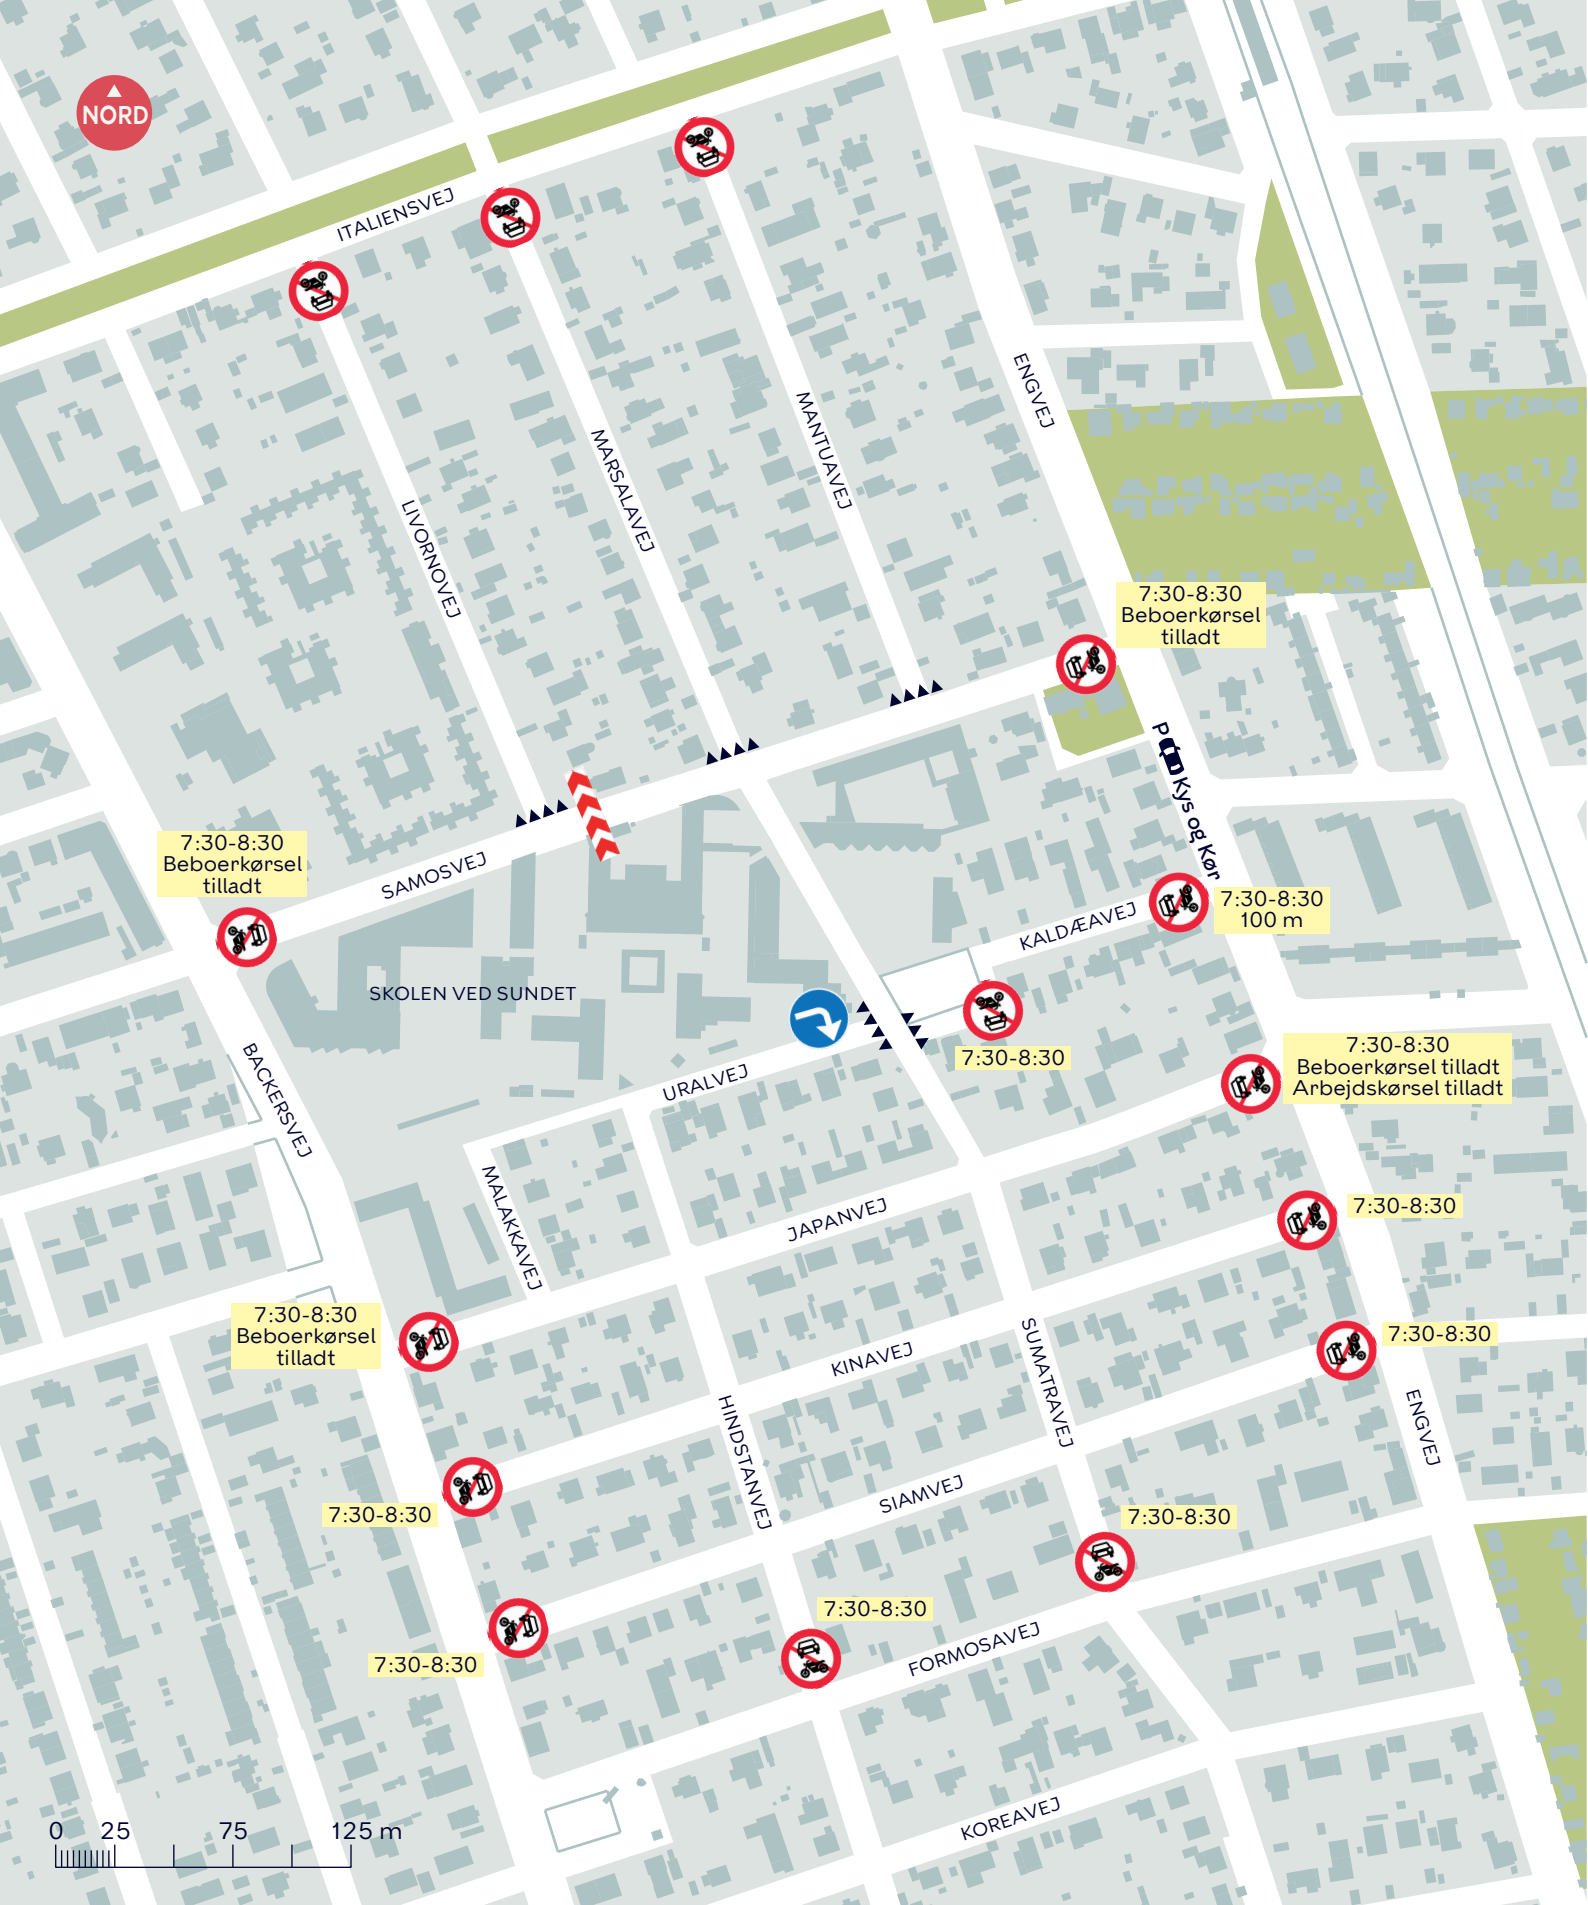 NORD
ITALIENSVEJ
ENGVEJ
MANTUAVEJ
MARSALAVEJ
LIVORNOVEJ
7:30-8:30
Beboerkørsel
tilladt
P
Kys og Kør
7:30-8:30
Beboerkørsel
tilladt
SAMOSVEJ
7:30-8:30
100 m
KALDÆAVEJ
SKOLEN VED SUNDET
7:30-8:30
7:30-8:30
Beboerkørsel tilladt
Arbejdskørsel tilladt
URALVEJ
BACKERSVEJ
MALAKKAVEJ
JAPANVEJ
7:30-8:30
7:30-8:30
Beboerkørsel
tilladt
7:30-8:30
KINAVEJ
SUMATRAVEJ
HINDSTANVEJ
ENGVEJ
SIAMVEJ
7:30-8:30
7:30-8:30
7:30-8:30
FORMOSAVEJ
7:30-8:30
KOREAVEJ
0 25 75 125 m